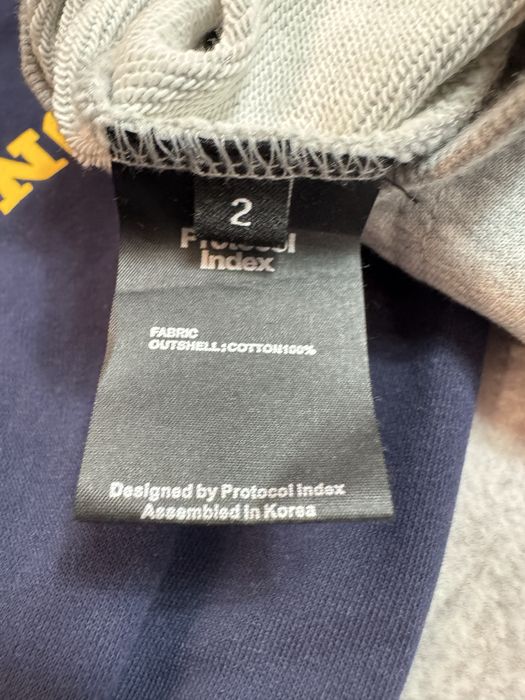 2
Protocol
Index
FABRIC
OUTSHELL:COTTON100%
Designed by Protocol Index
Assembled in Korea